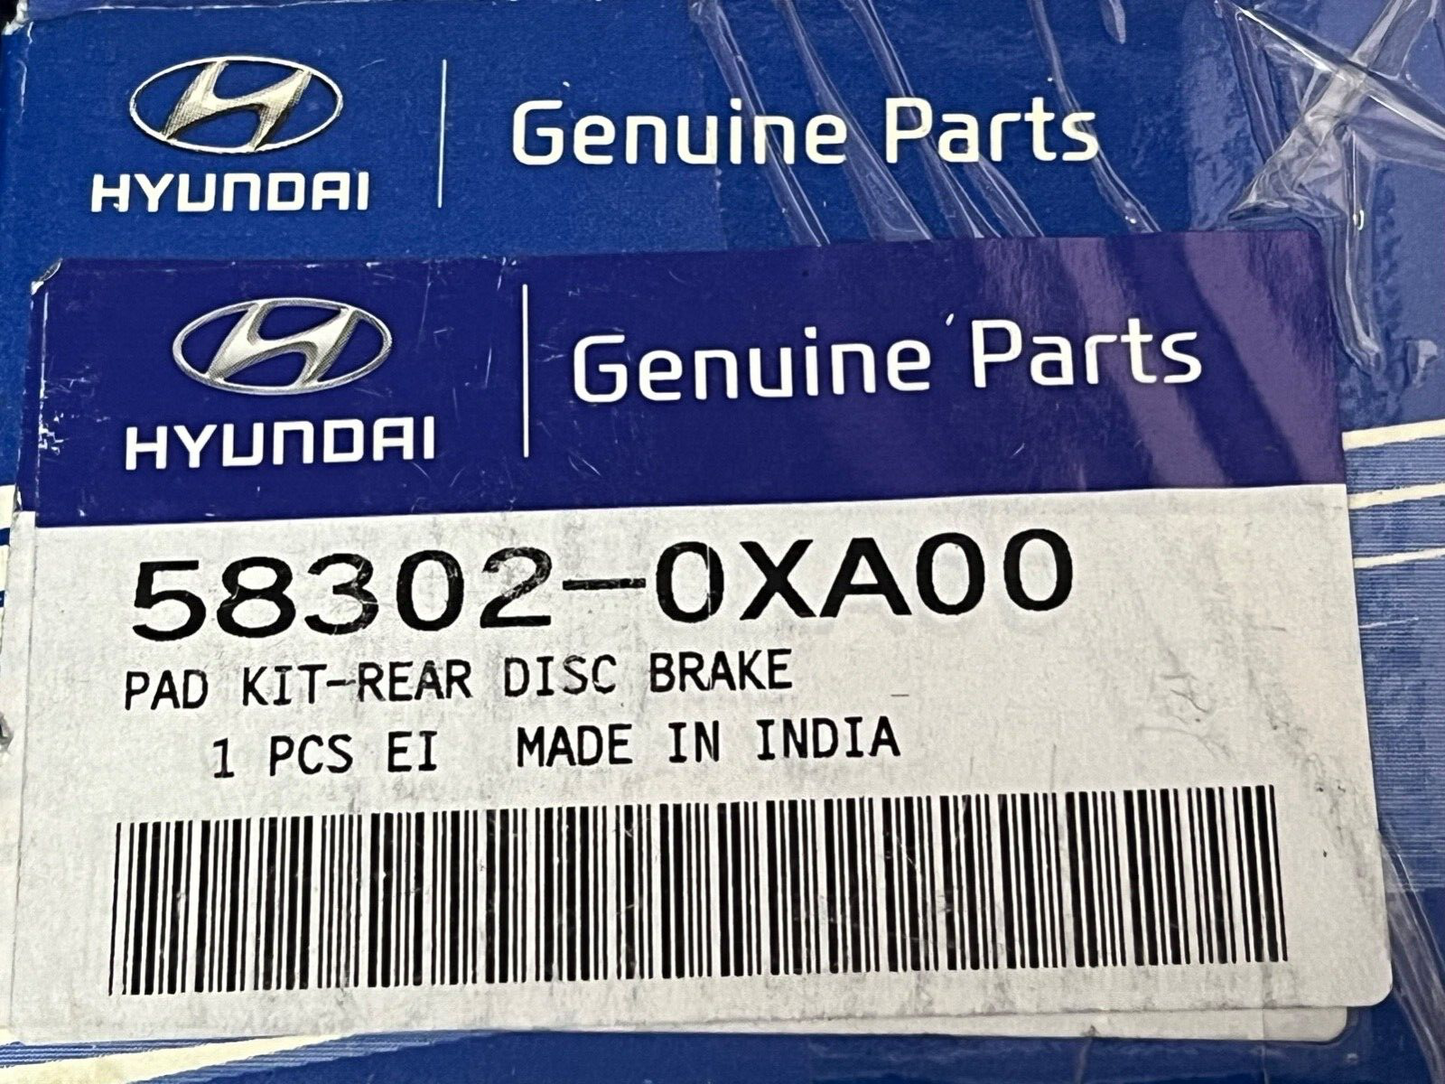 HYUNDAI Genuine Parts
HYUNDAI Genuine Parts
58302-0XA00
PAD KIT-REAR DISC BRAKE
1 PCS EI MADE IN INDIA